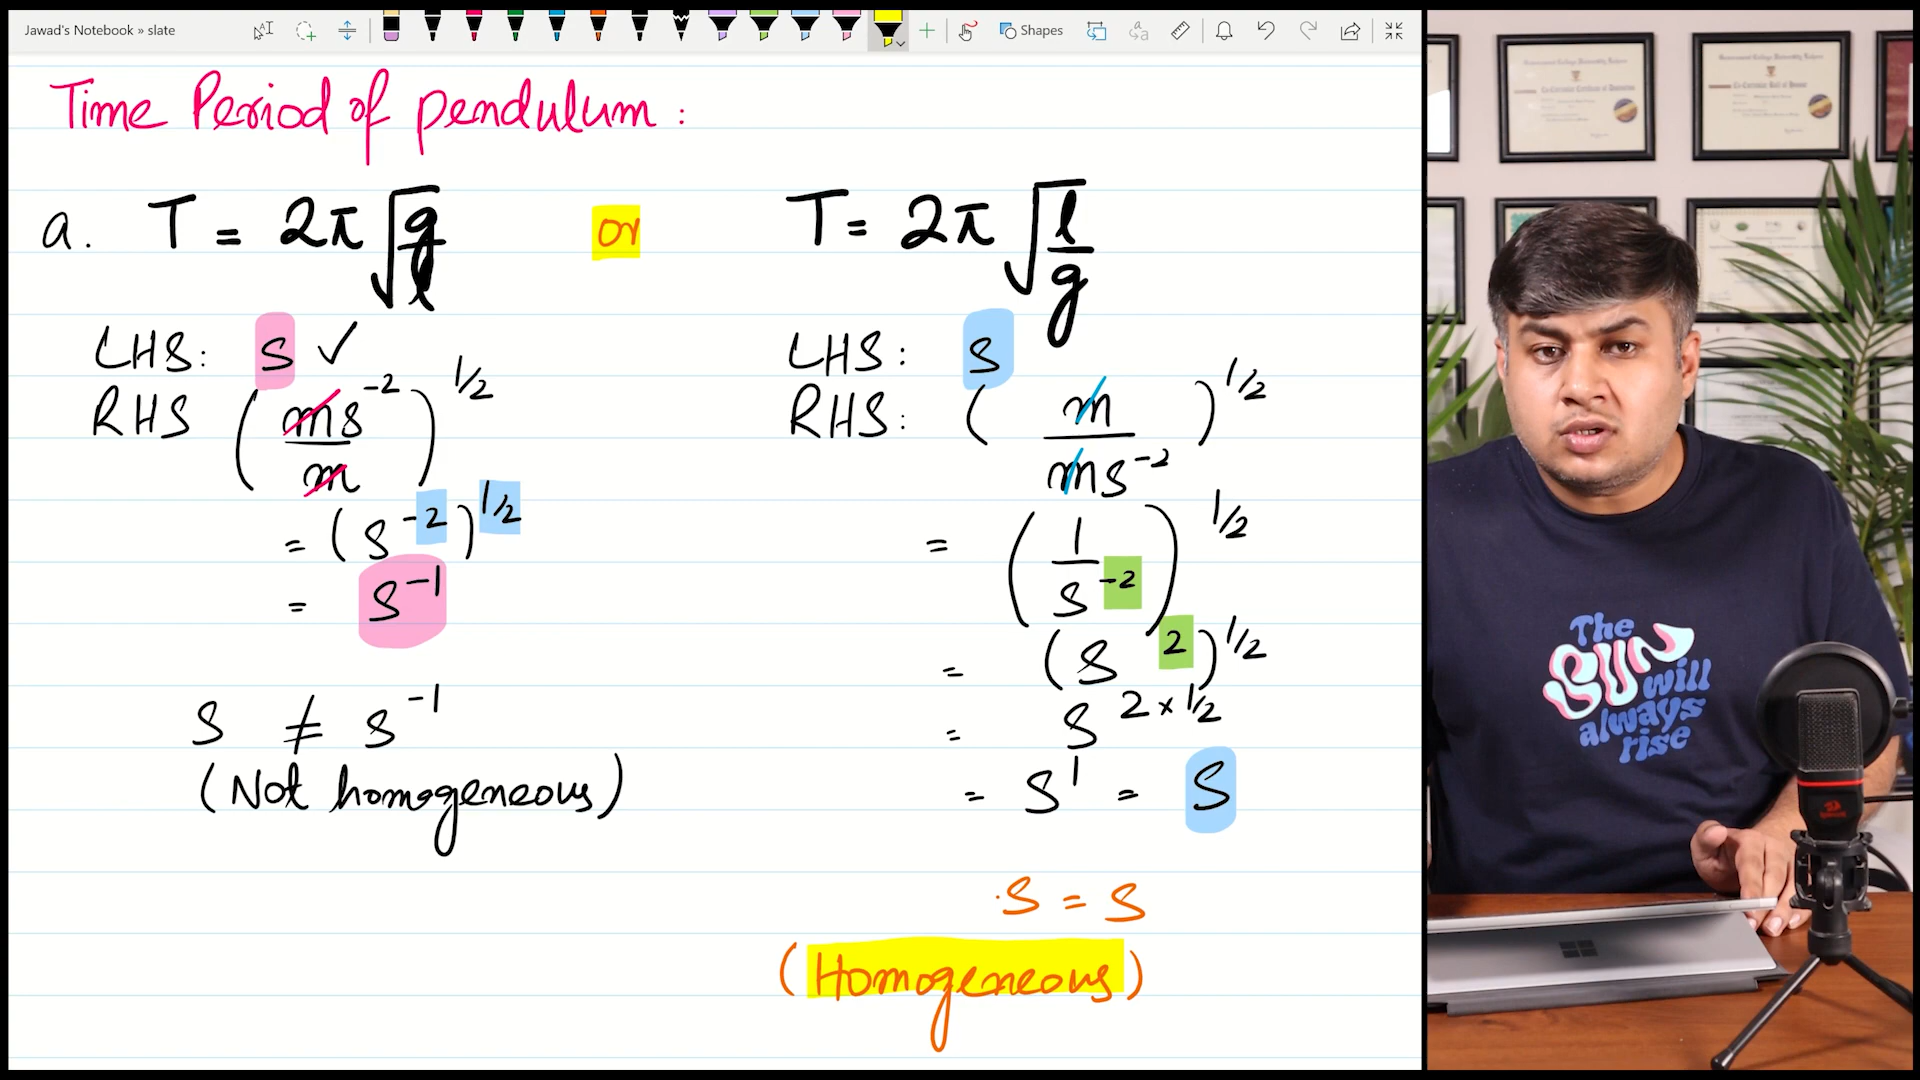 Jawad's Notebook » slate
Shapes
Time Period of pendulum :
a. T = 2π √(g/l) or T = 2π √(l/g)
LHS: s ✓
RHS (ms⁻²/m)^1/2
= (s⁻²)^1/2
= s⁻¹
s ≠ s⁻¹
(Not homogeneous)
LHS: s
RHS: (m/ms⁻²)^1/2
= (1/s⁻²)^1/2
= (s²)^1/2
= s^2×1/2
= s¹ = s
s = s
(Homogeneous)
The
SUN
will
always
rise